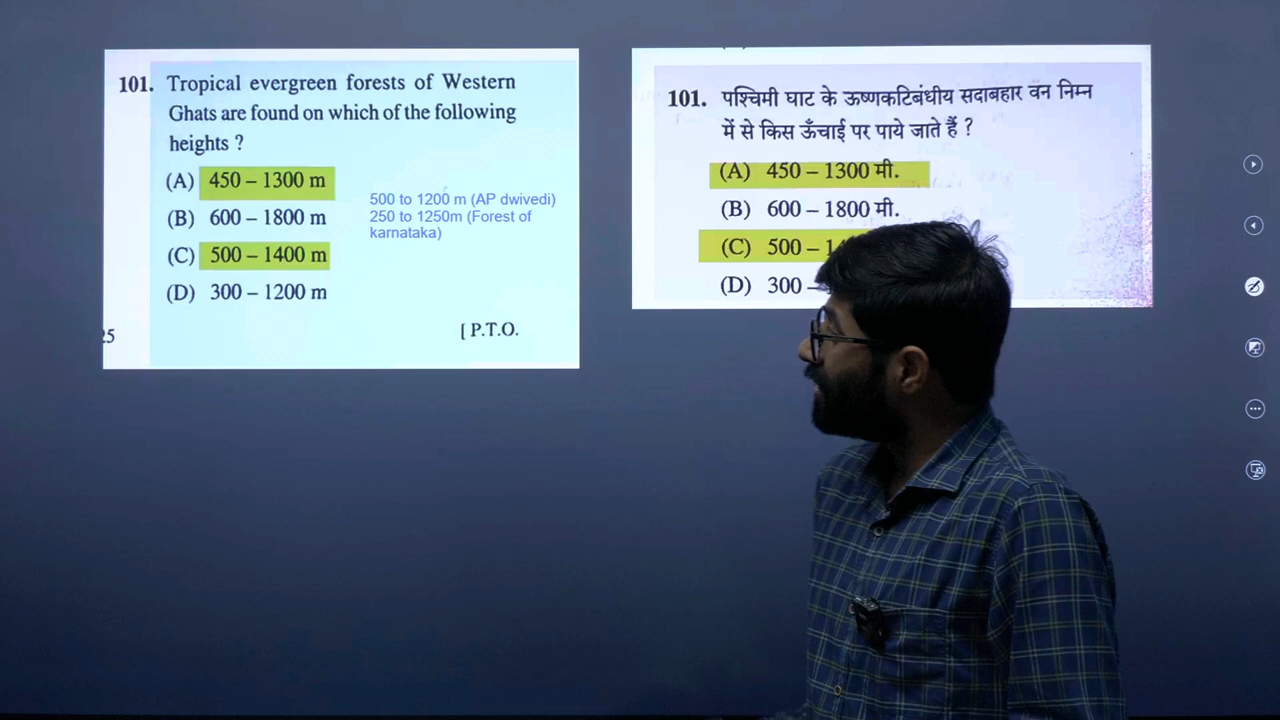 101. Tropical evergreen forests of Western
Ghats are found on which of the following
heights ?
(A) 450 – 1300 m
(B) 600 – 1800 m
(C) 500 – 1400 m
(D) 300 – 1200 m
500 to 1200 m (AP dwivedi)
250 to 1250m (Forest of
karnataka)
[ P.T.O.
101. पश्चिमी घाट के ऊष्णकटिबंधीय सदाबहार वन निम्न
में से किस ऊँचाई पर पाये जाते हैं ?
(A) 450 – 1300 मी.
(B) 600 – 1800 मी.
(C) 500 –
(D) 300 –